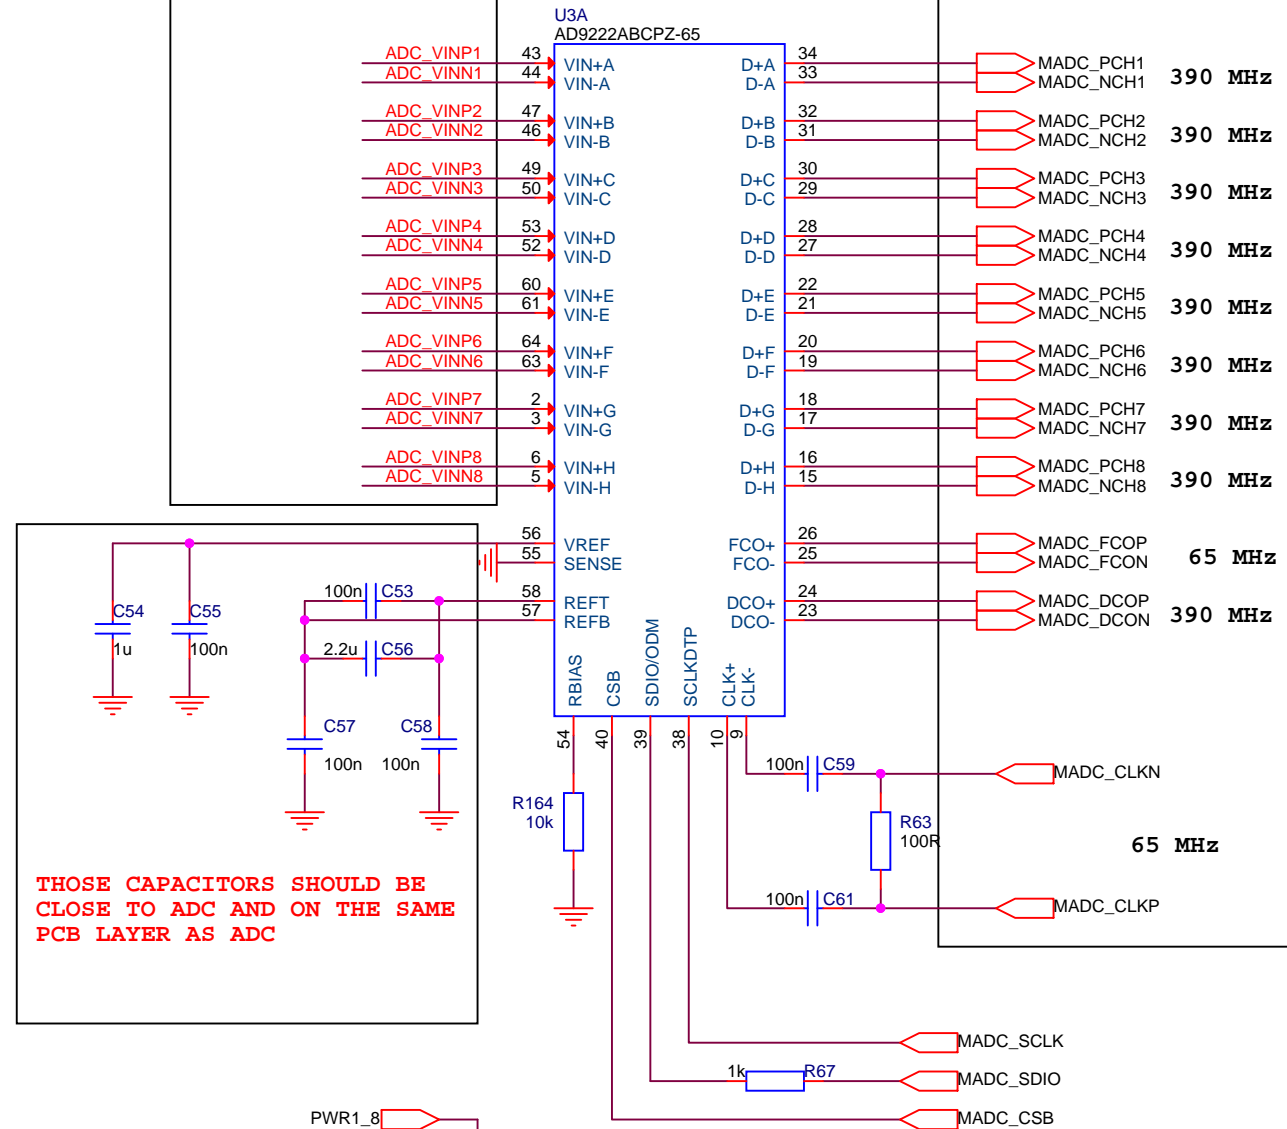 U3A
AD9222ABCPZ-65
ADC_VINP1 43 VIN+A D+A 34 MADC_PCH1
ADC_VINN1 44 VIN-A D-A 33 MADC_NCH1
390 MHz
ADC_VINP2 47 VIN+B D+B 32 MADC_PCH2
ADC_VINN2 46 VIN-B D-B 31 MADC_NCH2
390 MHz
ADC_VINP3 49 VIN+C D+C 30 MADC_PCH3
ADC_VINN3 50 VIN-C D-C 29 MADC_NCH3
390 MHz
ADC_VINP4 53 VIN+D D+D 28 MADC_PCH4
ADC_VINN4 52 VIN-D D-D 27 MADC_NCH4
390 MHz
ADC_VINP5 60 VIN+E D+E 22 MADC_PCH5
ADC_VINN5 61 VIN-E D-E 21 MADC_NCH5
390 MHz
ADC_VINP6 64 VIN+F D+F 20 MADC_PCH6
ADC_VINN6 63 VIN-F D-F 19 MADC_NCH6
390 MHz
ADC_VINP7 2 VIN+G D+G 18 MADC_PCH7
ADC_VINN7 3 VIN-G D-G 17 MADC_NCH7
390 MHz
ADC_VINP8 6 VIN+H D+H 16 MADC_PCH8
ADC_VINN8 5 VIN-H D-H 15 MADC_NCH8
390 MHz
56 VREF FCO+ 26 MADC_FCOP
55 SENSE FCO- 25 MADC_FCON
65 MHz
100n C53 58 REFT DCO+ 24 MADC_DCOP
57 REFB DCO- 23 MADC_DCON
390 MHz
C54 C55
1u 100n
2.2u C56
RBIAS CSB SDIO/ODM SCLKDTP CLK+ CLK-
54 40 39 38 10 9
C57 C58
100n 100n
100n C59 MADC_CLKN
R164
10k
R63
100R
65 MHz
100n C61 MADC_CLKP
THOSE CAPACITORS SHOULD BE
CLOSE TO ADC AND ON THE SAME
PCB LAYER AS ADC
MADC_SCLK
1k R67 MADC_SDIO
PWR1_8 MADC_CSB